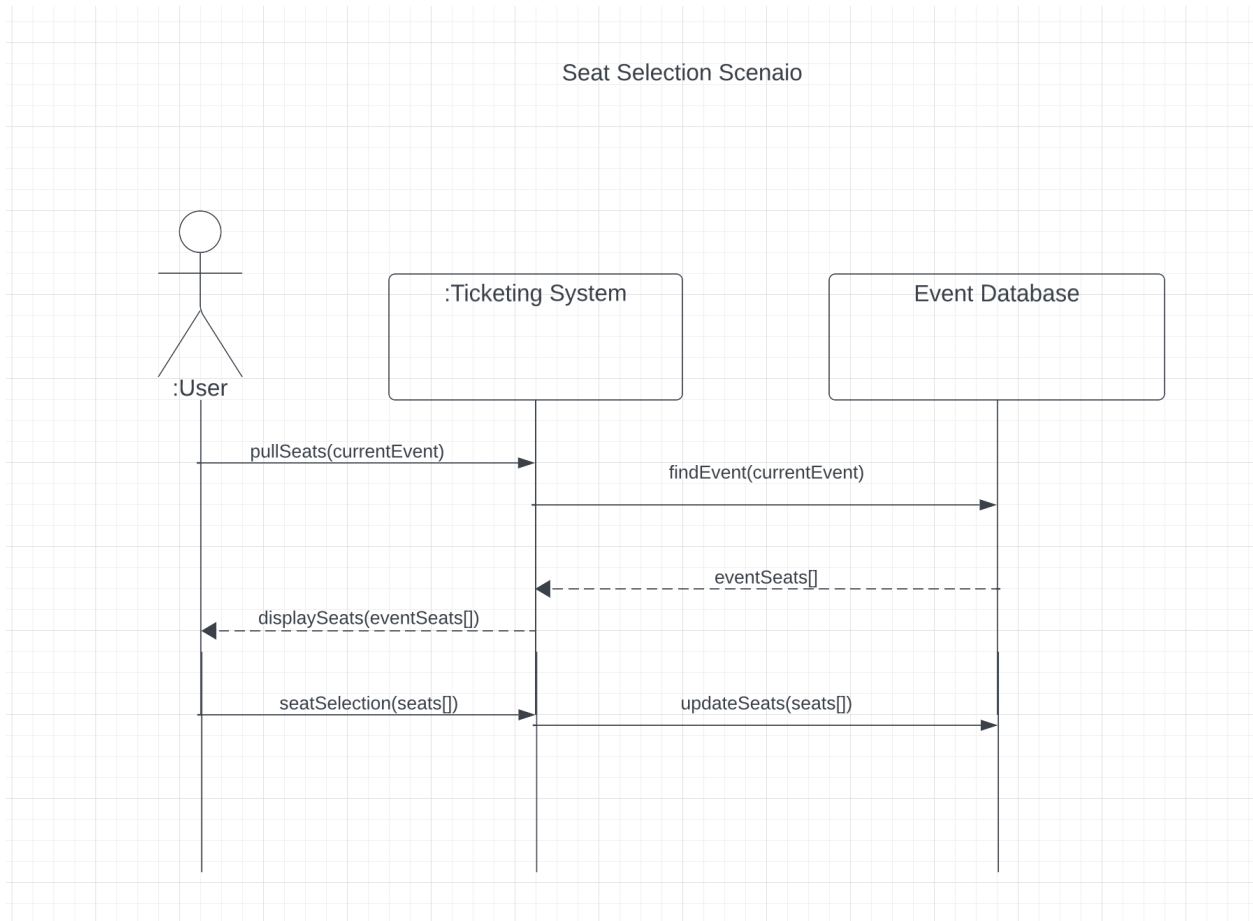 Seat Selection Scenaio
:User
:Ticketing System
Event Database
pullSeats(currentEvent)
findEvent(currentEvent)
eventSeats[]
displaySeats(eventSeats[])
seatSelection(seats[])
updateSeats(seats[])